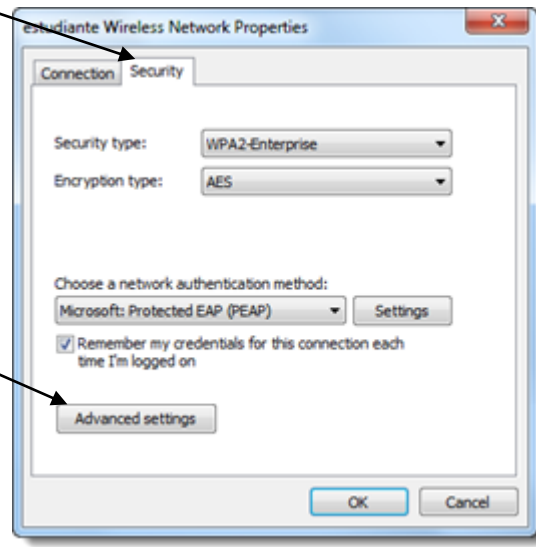 estudiante Wireless Network Properties
Connection Security
Security type: WPA2-Enterprise
Encryption type: AES
Choose a network authentication method:
Microsoft: Protected EAP (PEAP) Settings
Remember my credentials for this connection each
time I'm logged on
Advanced settings
OK Cancel